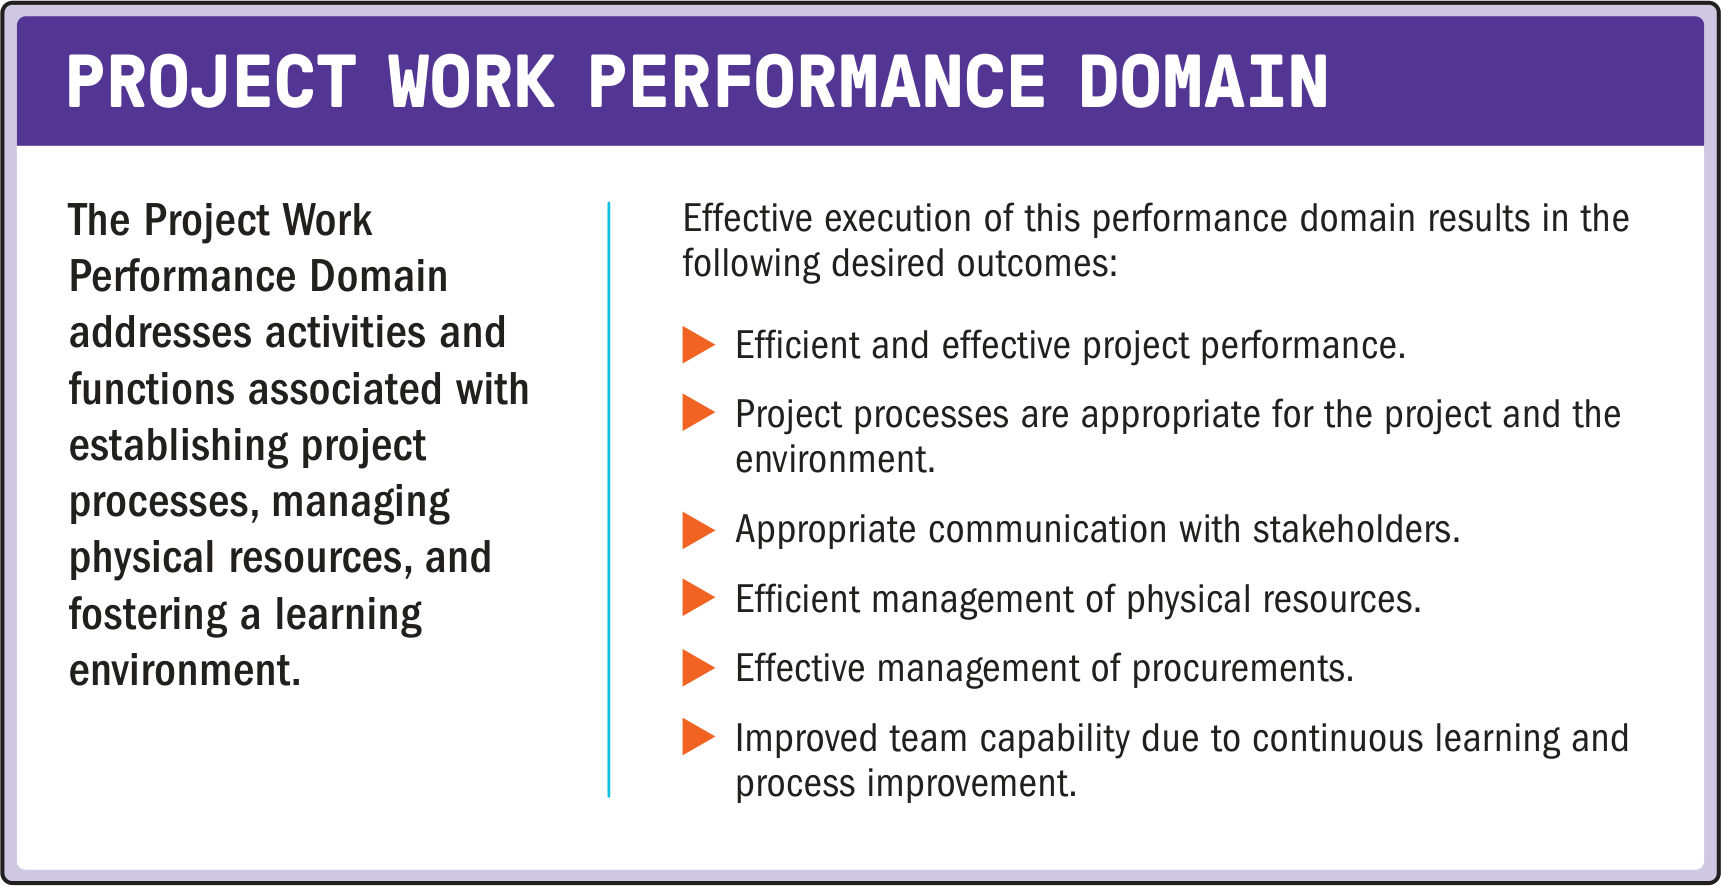 PROJECT WORK PERFORMANCE DOMAIN
The Project Work
Performance Domain
addresses activities and
functions associated with
establishing project
processes, managing
physical resources, and
fostering a learning
environment.
Effective execution of this performance domain results in the
following desired outcomes:
Efficient and effective project performance.
Project processes are appropriate for the project and the
environment.
Appropriate communication with stakeholders.
Efficient management of physical resources.
Effective management of procurements.
Improved team capability due to continuous learning and
process improvement.